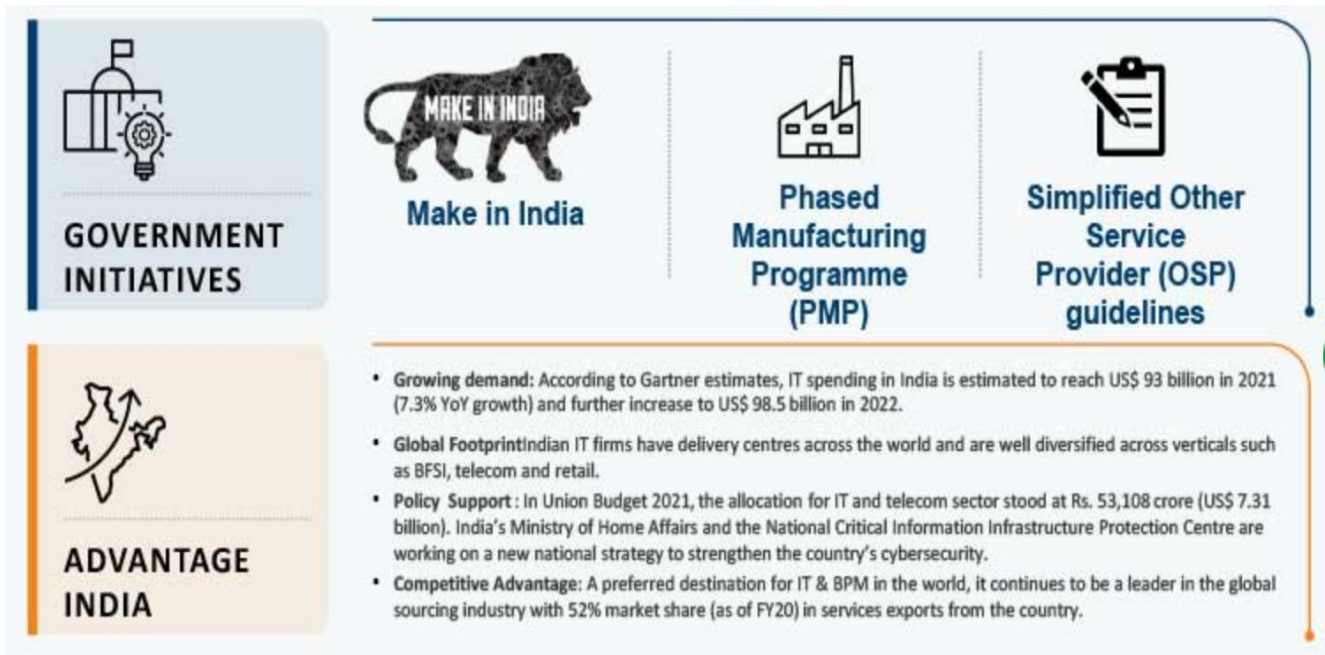 GOVERNMENT
INITIATIVES
MAKE IN INDIA
Make in India
Phased
Manufacturing
Programme
(PMP)
Simplified Other
Service
Provider (OSP)
guidelines
ADVANTAGE
INDIA
• Growing demand: According to Gartner estimates, IT spending in India is estimated to reach US$ 93 billion in 2021
(7.3% YoY growth) and further increase to US$ 98.5 billion in 2022.
• Global FootprintIndian IT firms have delivery centres across the world and are well diversified across verticals such
as BFSI, telecom and retail.
• Policy Support : In Union Budget 2021, the allocation for IT and telecom sector stood at Rs. 53,108 crore (US$ 7.31
billion). India's Ministry of Home Affairs and the National Critical Information Infrastructure Protection Centre are
working on a new national strategy to strengthen the country's cybersecurity.
• Competitive Advantage: A preferred destination for IT & BPM in the world, it continues to be a leader in the global
sourcing industry with 52% market share (as of FY20) in services exports from the country.